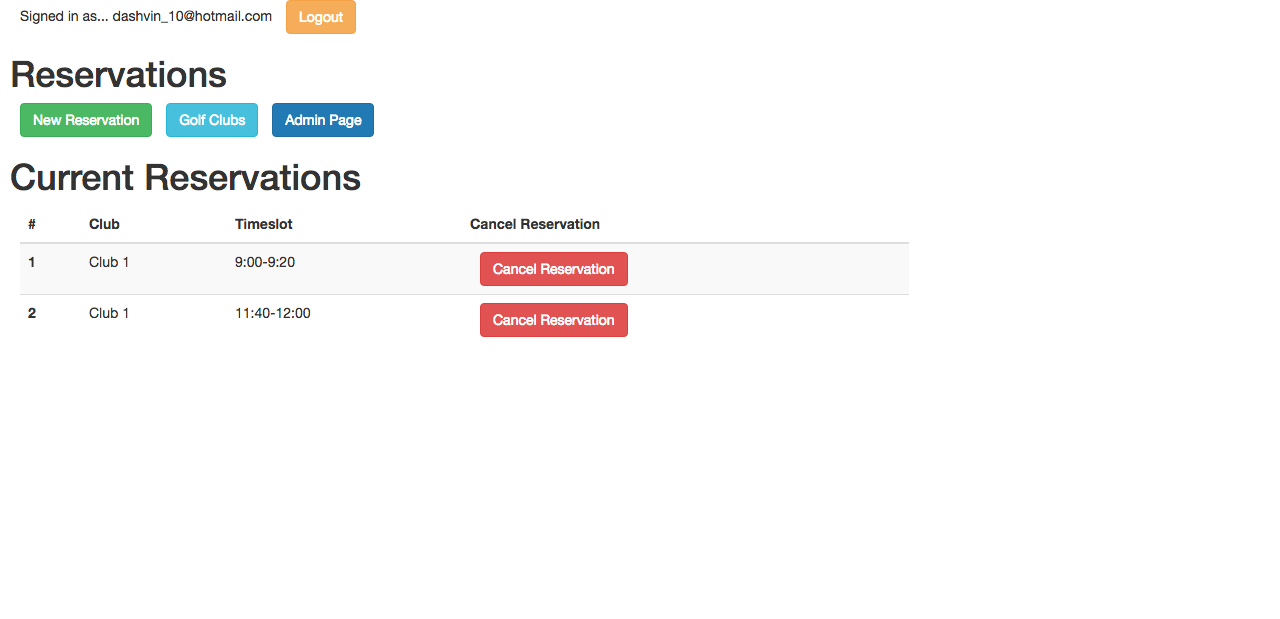 Signed in as... dashvin_10@hotmail.com Logout
Reservations
New Reservation Golf Clubs Admin Page
Current Reservations
# Club Timeslot Cancel Reservation
1 Club 1 9:00-9:20 Cancel Reservation
2 Club 1 11:40-12:00 Cancel Reservation